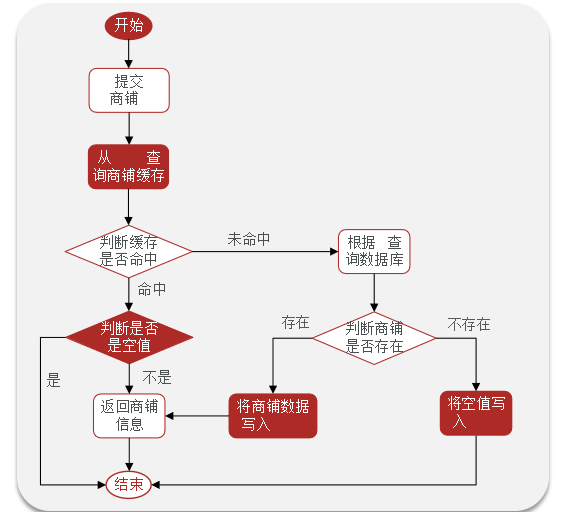 开始
提交
商铺
从 查
询商铺缓存
判断缓存
是否命中
未命中
根据 查
询数据库
命中
判断是否
是空值
存在
判断商铺
是否存在
不存在
是
不是
返回商铺
信息
将商铺数据
写入
将空值写
入
结束